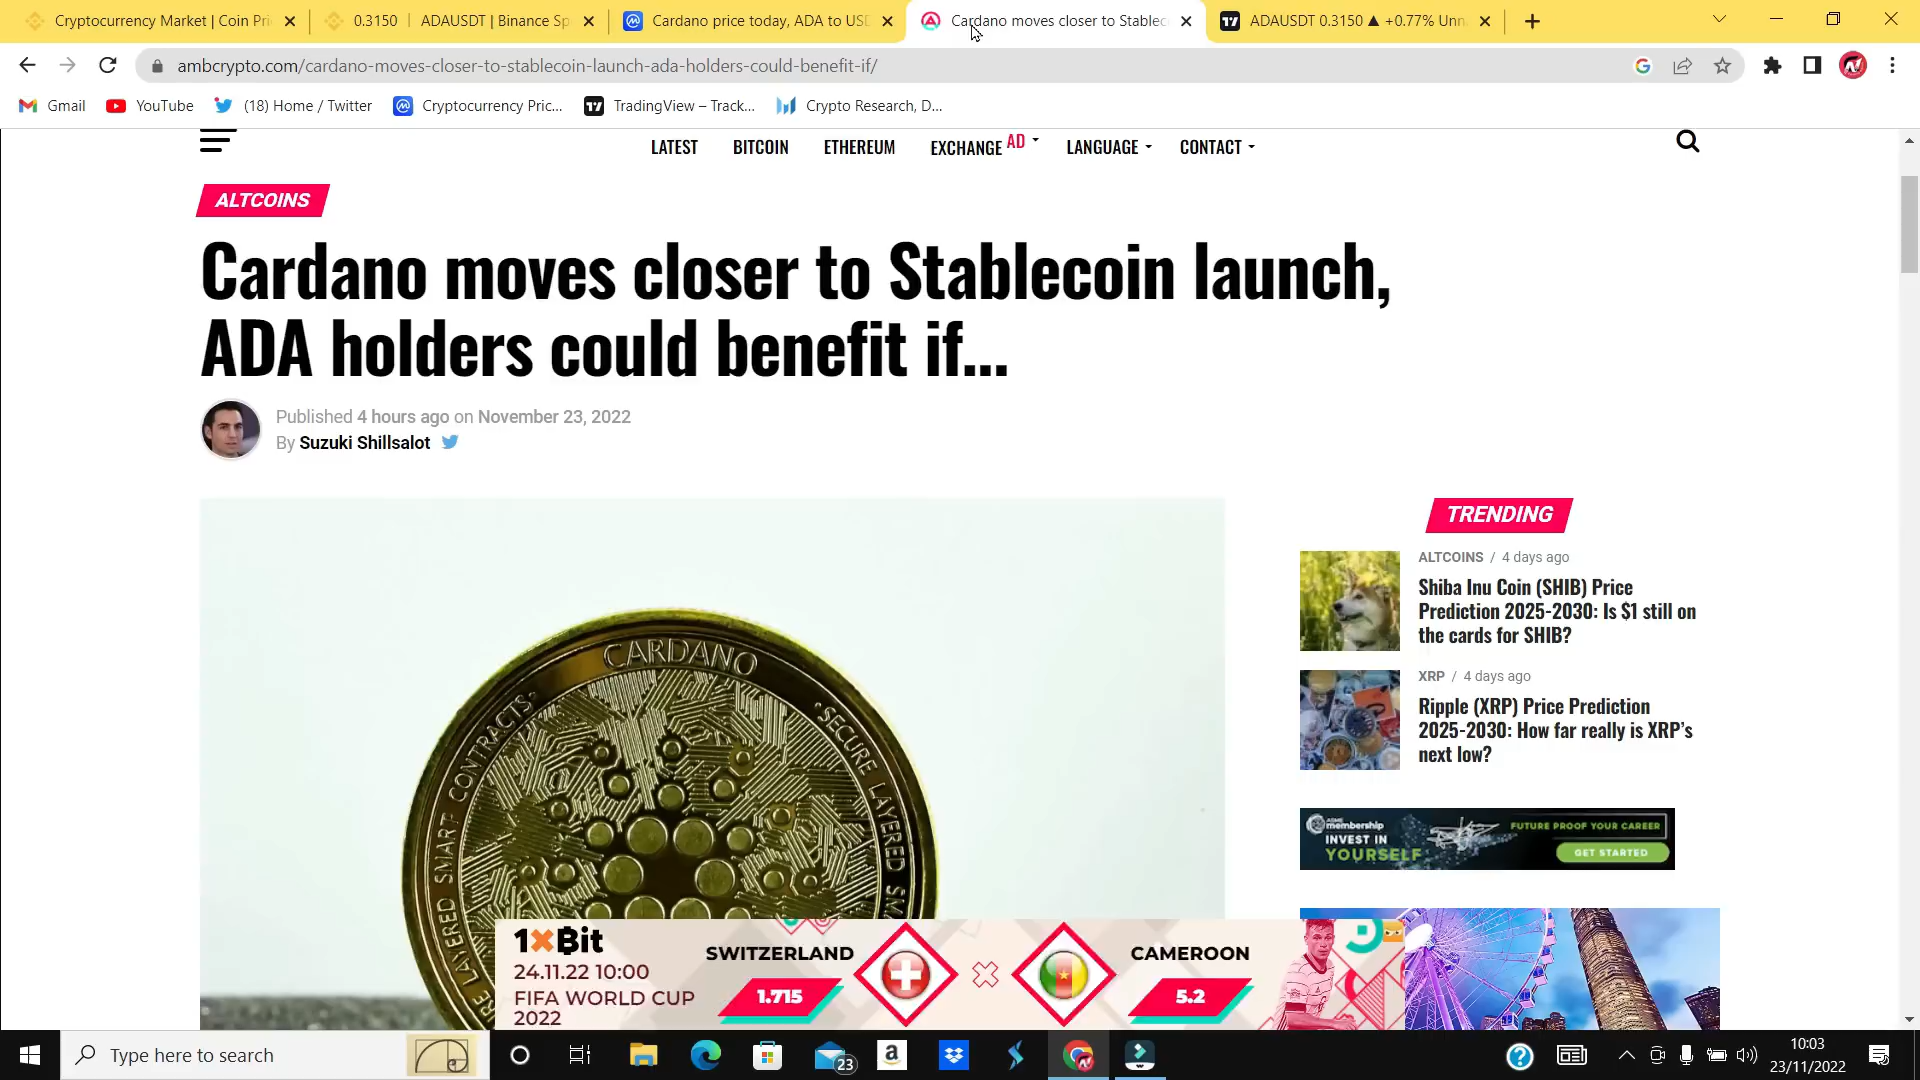 Cryptocurrency Market | Coin Pri
0.3150 | ADAUSDT | Binance Sp
Cardano price today, ADA to USD
Cardano moves closer to Stablec
ADAUSDT 0.3150 ▲ +0.77% Unn
ambcrypto.com/cardano-moves-closer-to-stablecoin-launch-ada-holders-could-benefit-if/
Gmail
YouTube
(18) Home / Twitter
Cryptocurrency Pric...
TradingView – Track...
Crypto Research, D...
LATEST
BITCOIN
ETHEREUM
EXCHANGE AD
LANGUAGE
CONTACT
ALTCOINS
Cardano moves closer to Stablecoin launch,
ADA holders could benefit if...
Published 4 hours ago on November 23, 2022
By Suzuki Shillsalot
TRENDING
ALTCOINS / 4 days ago
Shiba Inu Coin (SHIB) Price
Prediction 2025-2030: Is $1 still on
the cards for SHIB?
XRP / 4 days ago
Ripple (XRP) Price Prediction
2025-2030: How far really is XRP's
next low?
CARDANO
LAYERED SMART CONTRACTS
SECURE LAYERED
ASME
membership
INVEST IN
YOURSELF
FUTURE PROOF YOUR CAREER
GET STARTED
1xBit
24.11.22 10:00
FIFA WORLD CUP
2022
SWITZERLAND
1.715
CAMEROON
5.2
Type here to search
23
10:03
23/11/2022